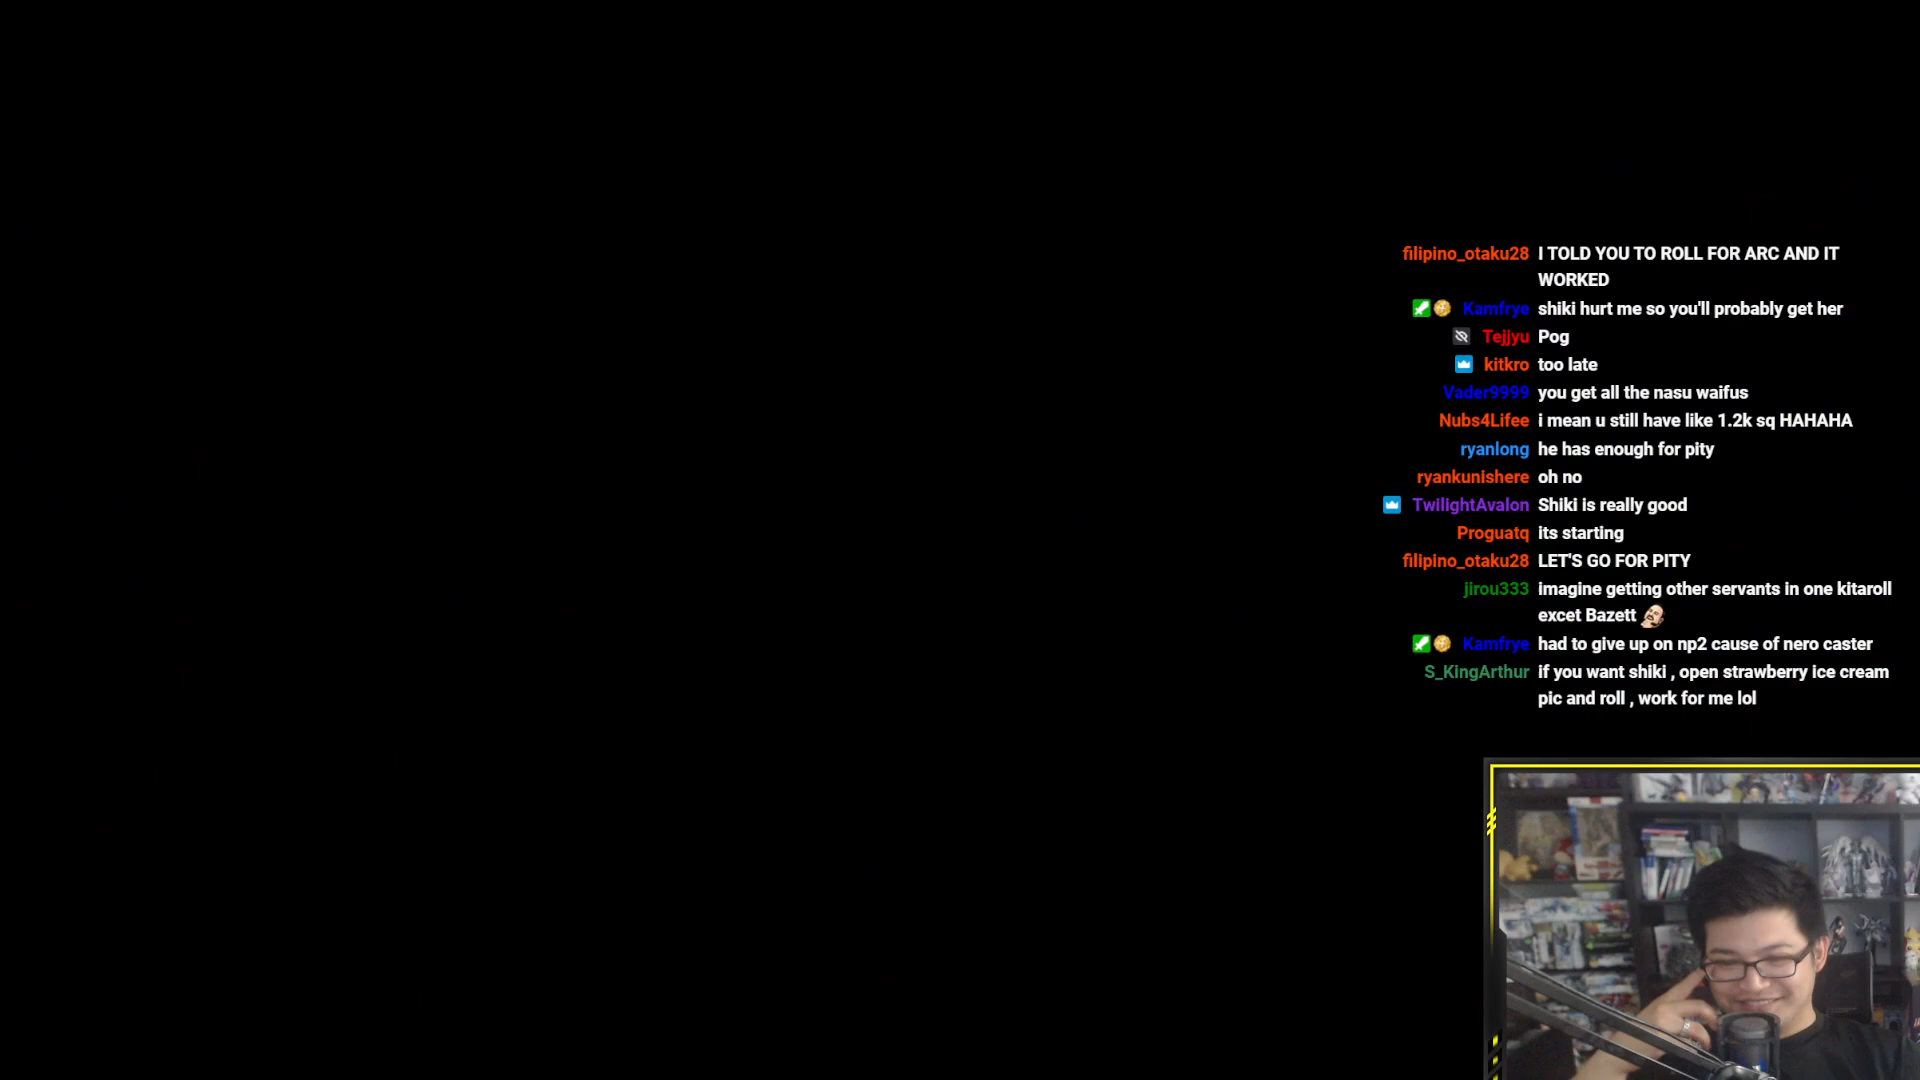 filipino_otaku28 I TOLD YOU TO ROLL FOR ARC AND IT
WORKED
Kamfrye shiki hurt me so you'll probably get her
Tejjyu Pog
kitkro too late
Vader9999 you get all the nasu waifus
Nubs4Lifee i mean u still have like 1.2k sq HAHAHA
ryanlong he has enough for pity
ryankunishere oh no
TwilightAvalon Shiki is really good
Proguatq its starting
filipino_otaku28 LET'S GO FOR PITY
jirou333 imagine getting other servants in one kitaroll
excet Bazett
Kamfrye had to give up on np2 cause of nero caster
S_KingArthur if you want shiki , open strawberry ice cream
pic and roll , work for me lol